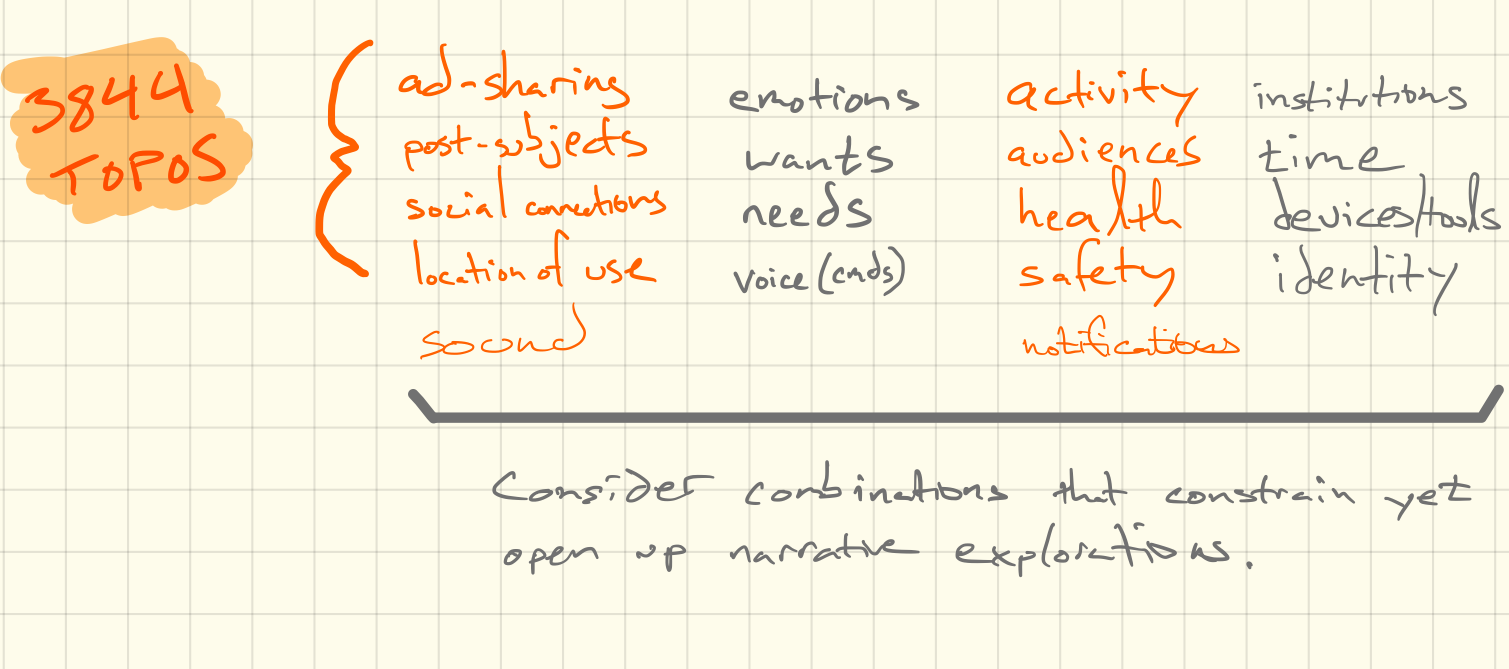 3844
TOPOS
ad-sharing
post-subjects
social connections
location of use
sound
emotions
wants
needs
voice (cmds)
activity
audiences
health
safety
notifications
institutions
time
devices/tools
identity
Consider combinations that constrain yet
open up narrative explorations.